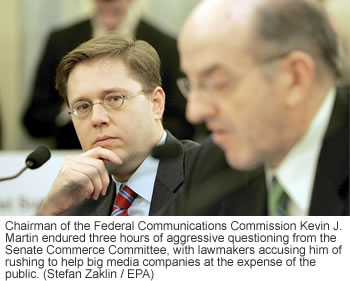 Chairman of the Federal Communications Commission Kevin J.
Martin endured three hours of aggressive questioning from the
Senate Commerce Committee, with lawmakers accusing him of
rushing to help big media companies at the expense of the
public. (Stefan Zaklin / EPA)